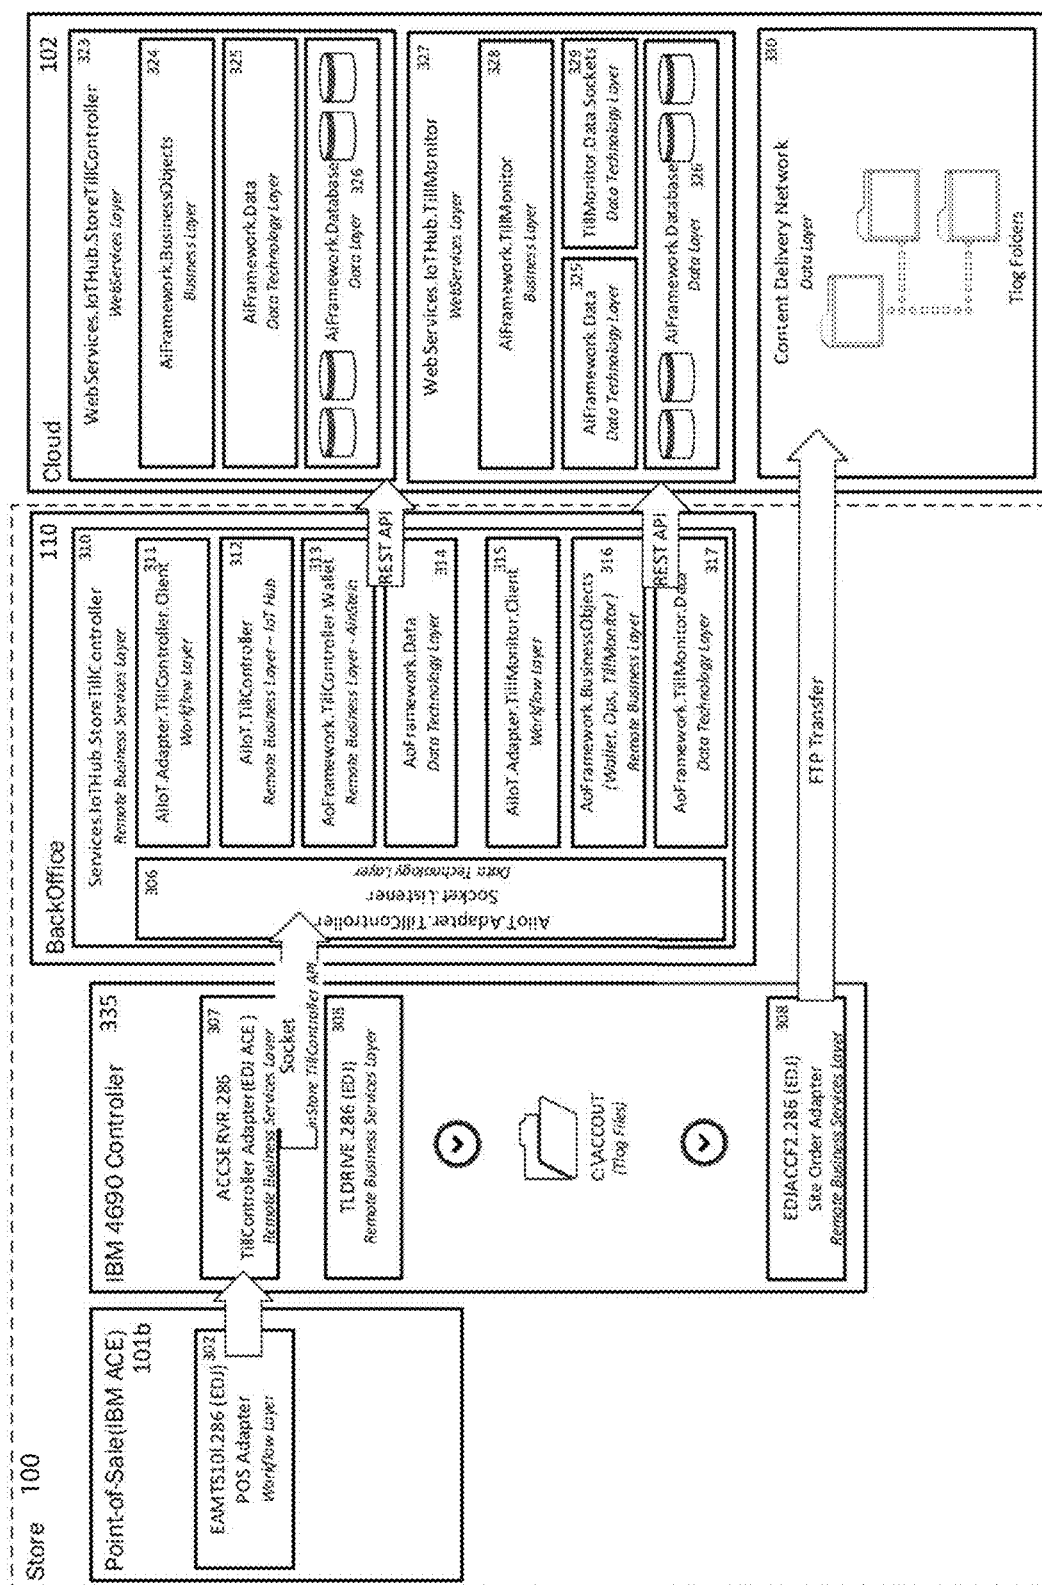 Store 100
Point-of-Sale(IBM ACE)
101b
302
EAMTS10I.286 (EDJ)
POS Adapter
Workflow Layer
IBM 4690 Controller 335
307
ACCSERVR.286
TillController Adapter(EDJ ACE )
Remote Business Services Layer
Socket
InStore TillController API
308
TLDRIVE.286 (EDJ)
Remote Business Services Layer
C:\ACCOUT
(Tlog Files)
308
EDJACCF2.286 (EDJ)
Site Order Adapter
Remote Business Services Layer
FTP Transfer
BackOffice 110
Services.IoTHub.StoreTillController 310
Remote Business Services Layer
306
AiIoT.Adapter.TillController
Socket.Listener
Data Technology Layer
311
AiIoT.Adapter.TillController.Client
Workflow Layer
312
AiIoT.TillController
Remote Business Layer – IoT Hub
313
AoFramework.TillController.Wallet
Remote Business Layer -
314
AoFramework.Data
Data Technology Layer
REST API
315
AiIoT.Adapter.TillMonitor.Client
Workflow Layer
AoFramework.BusinessObjects 316
(Wallet, Ops, TillMonitor)
Remote Business Layer
AoFramework.TillMonitor.Data
317
Data Technology Layer
REST API
Cloud 102
WebServices.IoTHub.StoreTillController 323
WebServices Layer
324
AiFramework.BusinessObjects
Business Layer
325
AiFramework.Data
Data Technology Layer
AiFramework.Database
Data Layer 326
WebServices.IoTHub.TillMonitor 327
WebServices Layer
328
AiFramework.TillMonitor
Business Layer
325
AiFramework.Data
Data Technology Layer
329
TillMonitor.Data.Sockets
Data Technology Layer
AiFramework.Database
Data Layer 326
330
Content Delivery Network
Data Layer
Tlog Folders